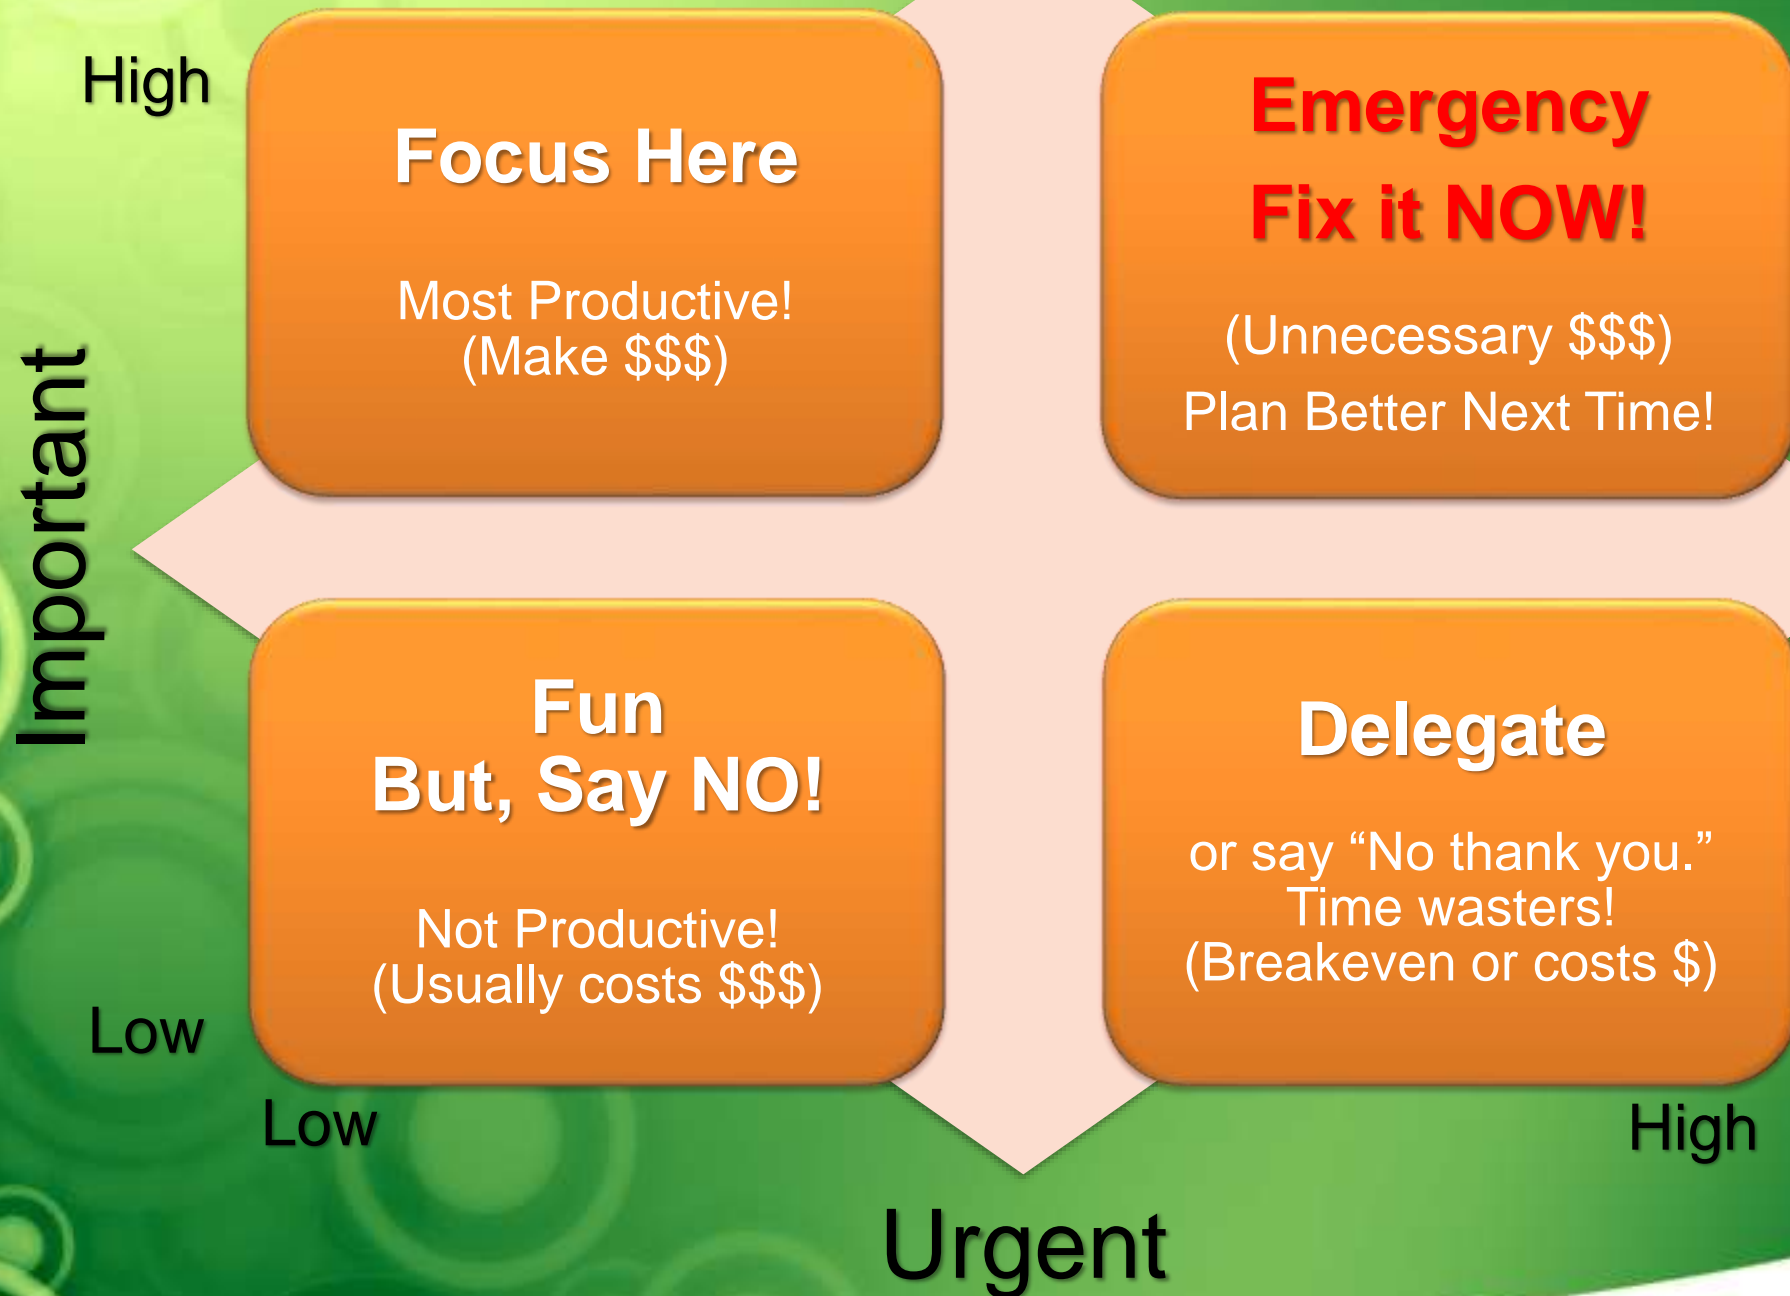 High
Focus Here
Most Productive!
(Make $$$)
Emergency
Fix it NOW!
(Unnecessary $$$)
Plan Better Next Time!
Important
Fun
But, Say NO!
Not Productive!
(Usually costs $$$)
Delegate
or say “No thank you.”
Time wasters!
(Breakeven or costs $)
Low
Low
High
Urgent